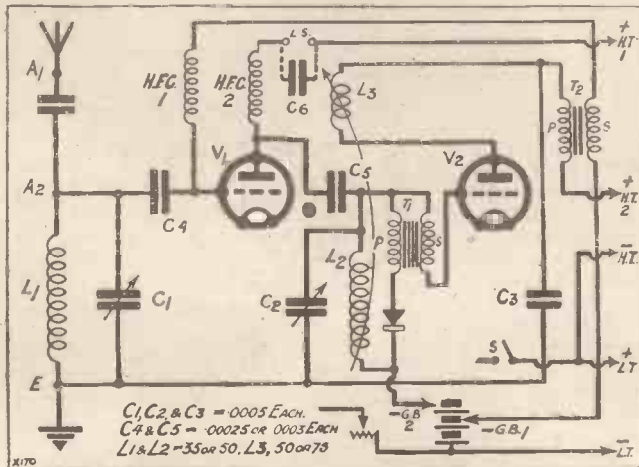 A1
L.S.
+ H.T. 1
H.F.C. 1
H.F.C. 2
C6
L3
T2
P
S
V1
V2
A2
C4
C5
T1
P
S
+ H.T. 2
L1
C1
C2
L2
C3
– H.T.
S
+ L.T.
E
–G.B. 2
–G.B. 1
C1, C2, & C3 = ·0005 EACH.
C4 & C5 = ·00025 OR ·0003 EACH
L1 & L2 = 35 OR 50, L3, 50 OR 75
– L.T.
X170